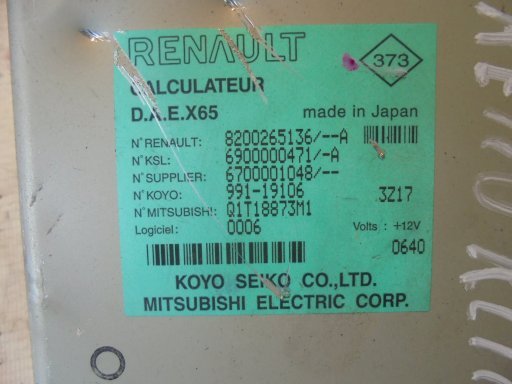 RENAULT
373
CALCULATEUR
D.A.E.X65 made in Japan
N° RENAULT: 8200265136/--A
N° KSL: 6900000471/-A
N° SUPPLIER: 6700001048/--
N° KOYO: 991-19106 3Z17
N° MITSUBISHI: Q1T18873M1
Logiciel: 0006 Volts : +12V
0640
KOYO SEIKO CO.,LTD.
MITSUBISHI ELECTRIC CORP.